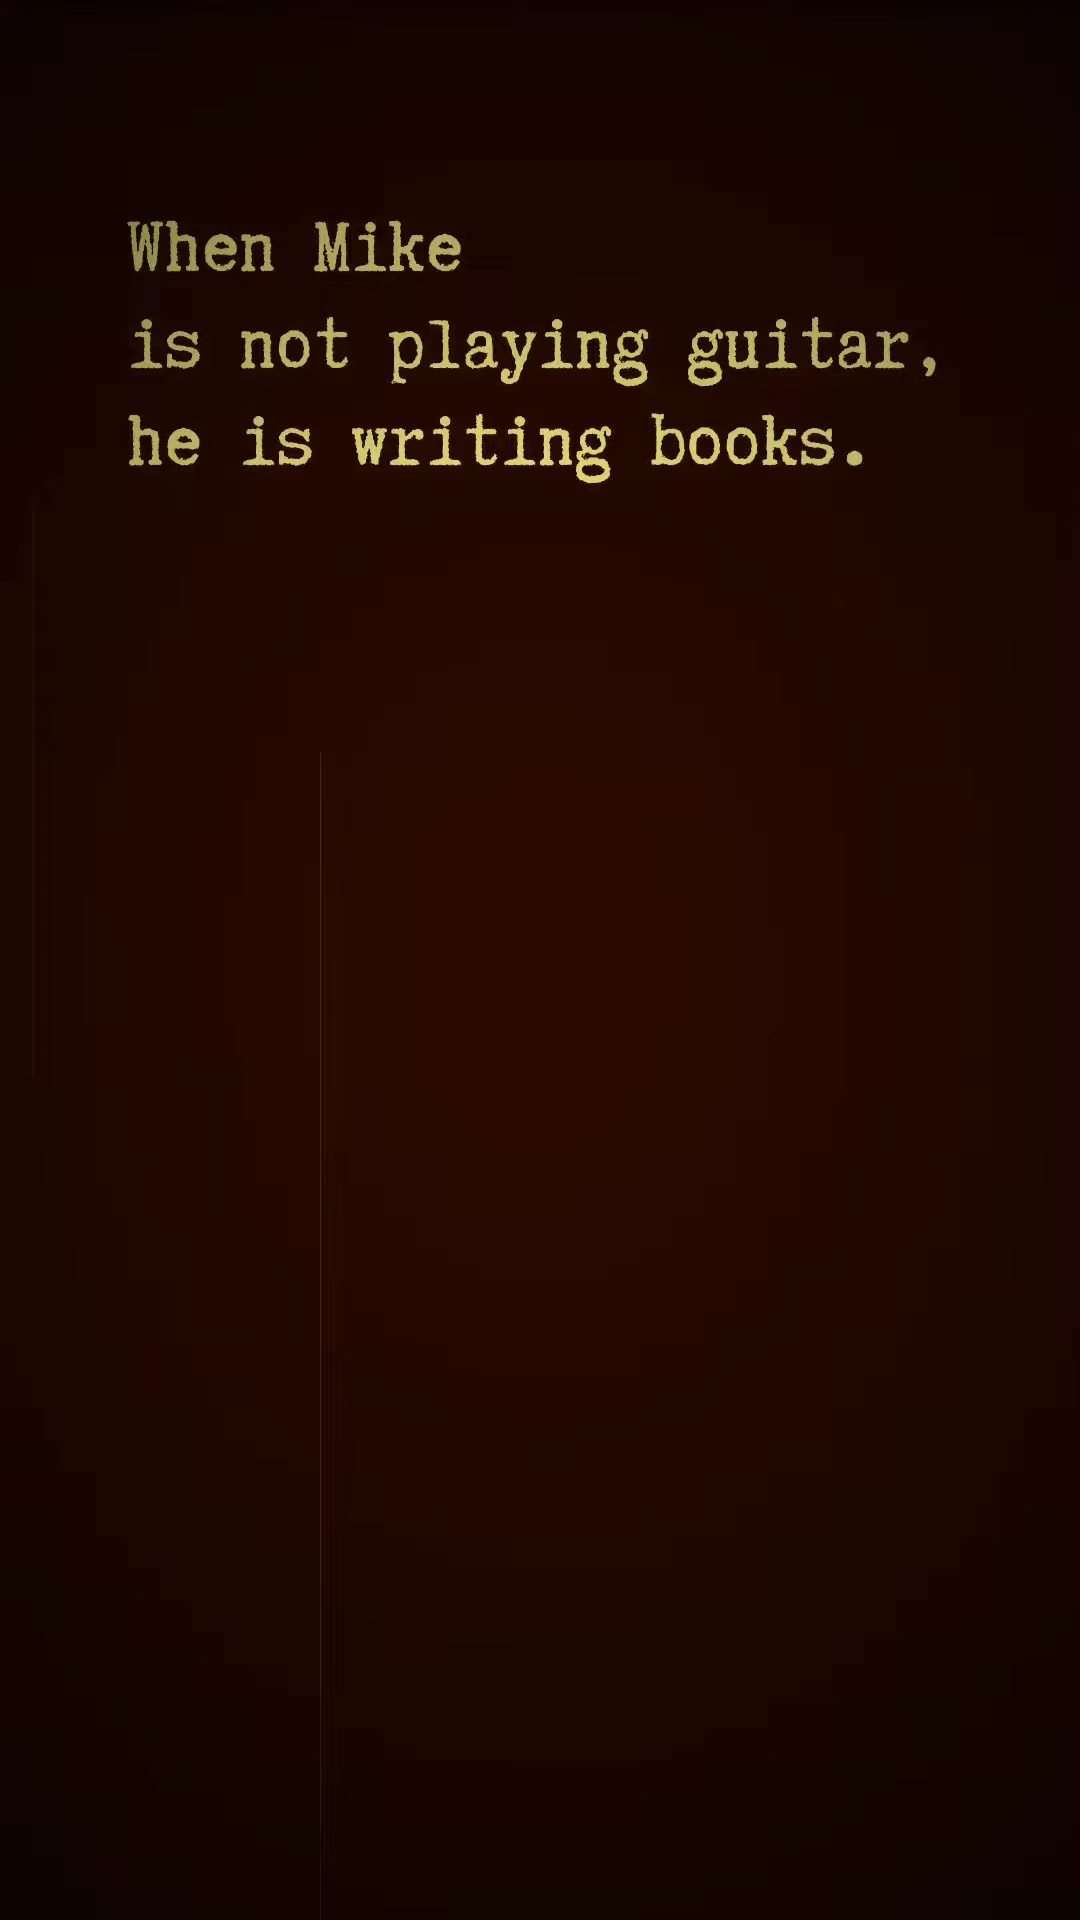 When Mike
is not playing guitar,
he is writing books.